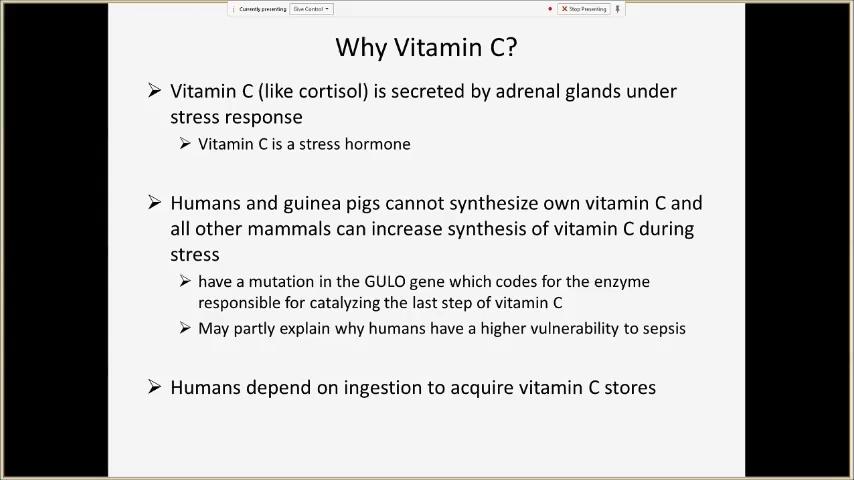 Currently presenting Give Control Stop Presenting
Why Vitamin C?
Vitamin C (like cortisol) is secreted by adrenal glands under
stress response
Vitamin C is a stress hormone
Humans and guinea pigs cannot synthesize own vitamin C and
all other mammals can increase synthesis of vitamin C during
stress
have a mutation in the GULO gene which codes for the enzyme
responsible for catalyzing the last step of vitamin C
May partly explain why humans have a higher vulnerability to sepsis
Humans depend on ingestion to acquire vitamin C stores